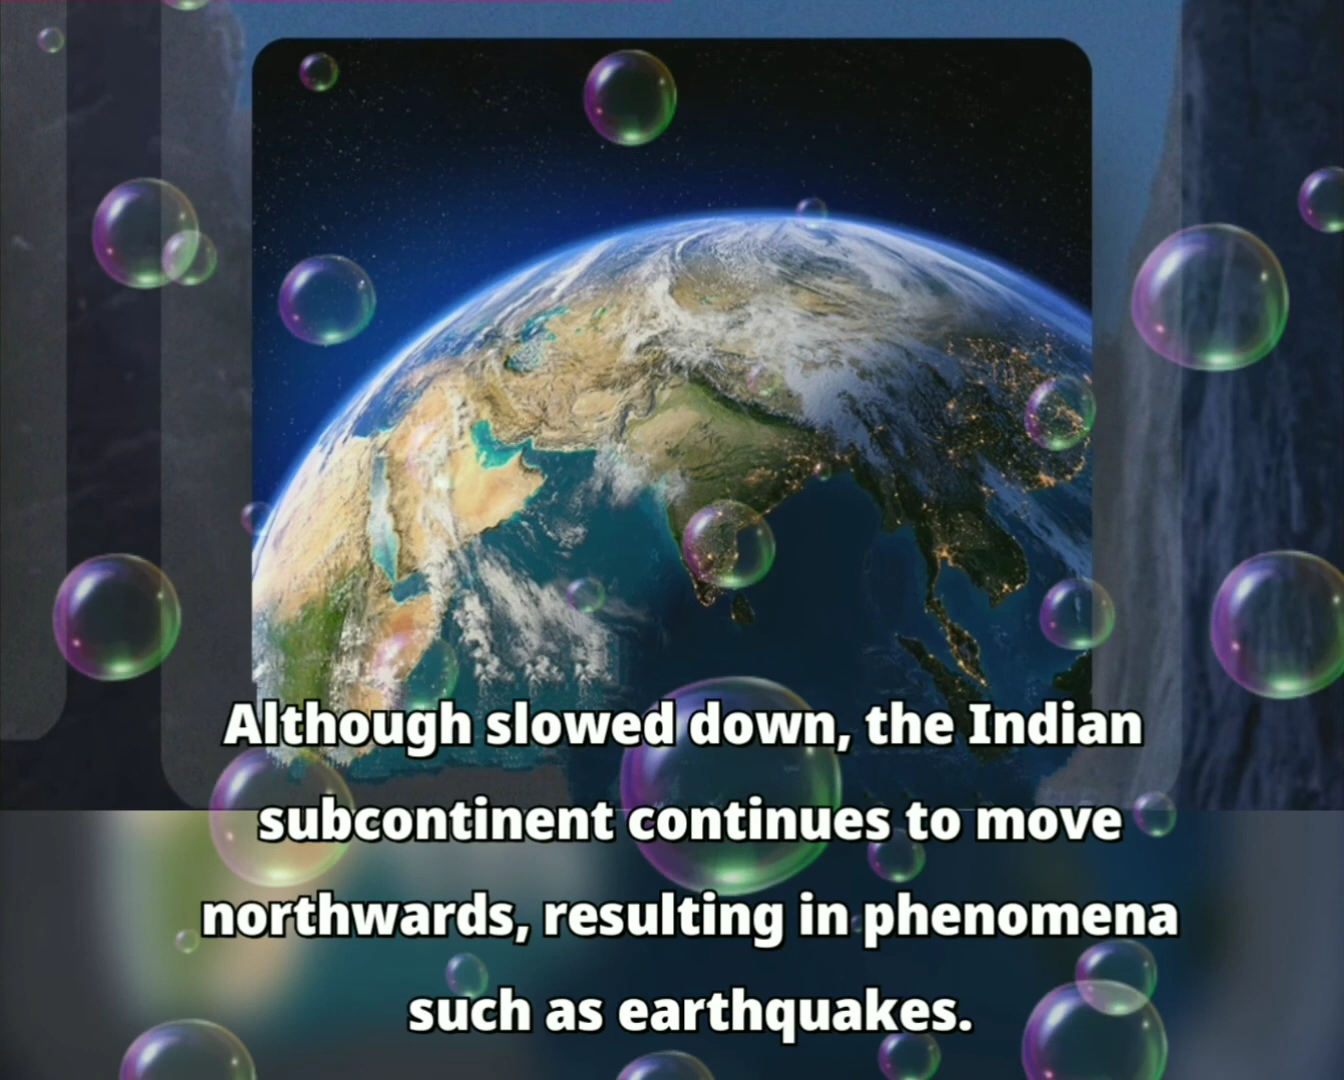 Although slowed down, the Indian
subcontinent continues to move
northwards, resulting in phenomena
such as earthquakes.